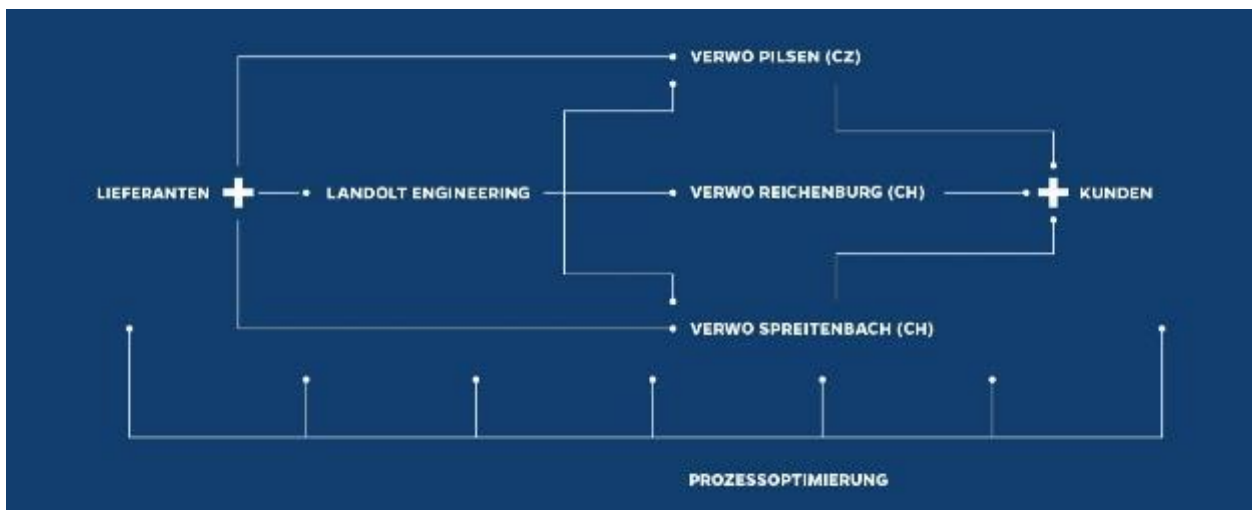 VERWO PILSEN (CZ)
LIEFERANTEN
LANDOLT ENGINEERING
VERWO REICHENBURG (CH)
KUNDEN
VERWO SPREITENBACH (CH)
PROZESSOPTIMIERUNG